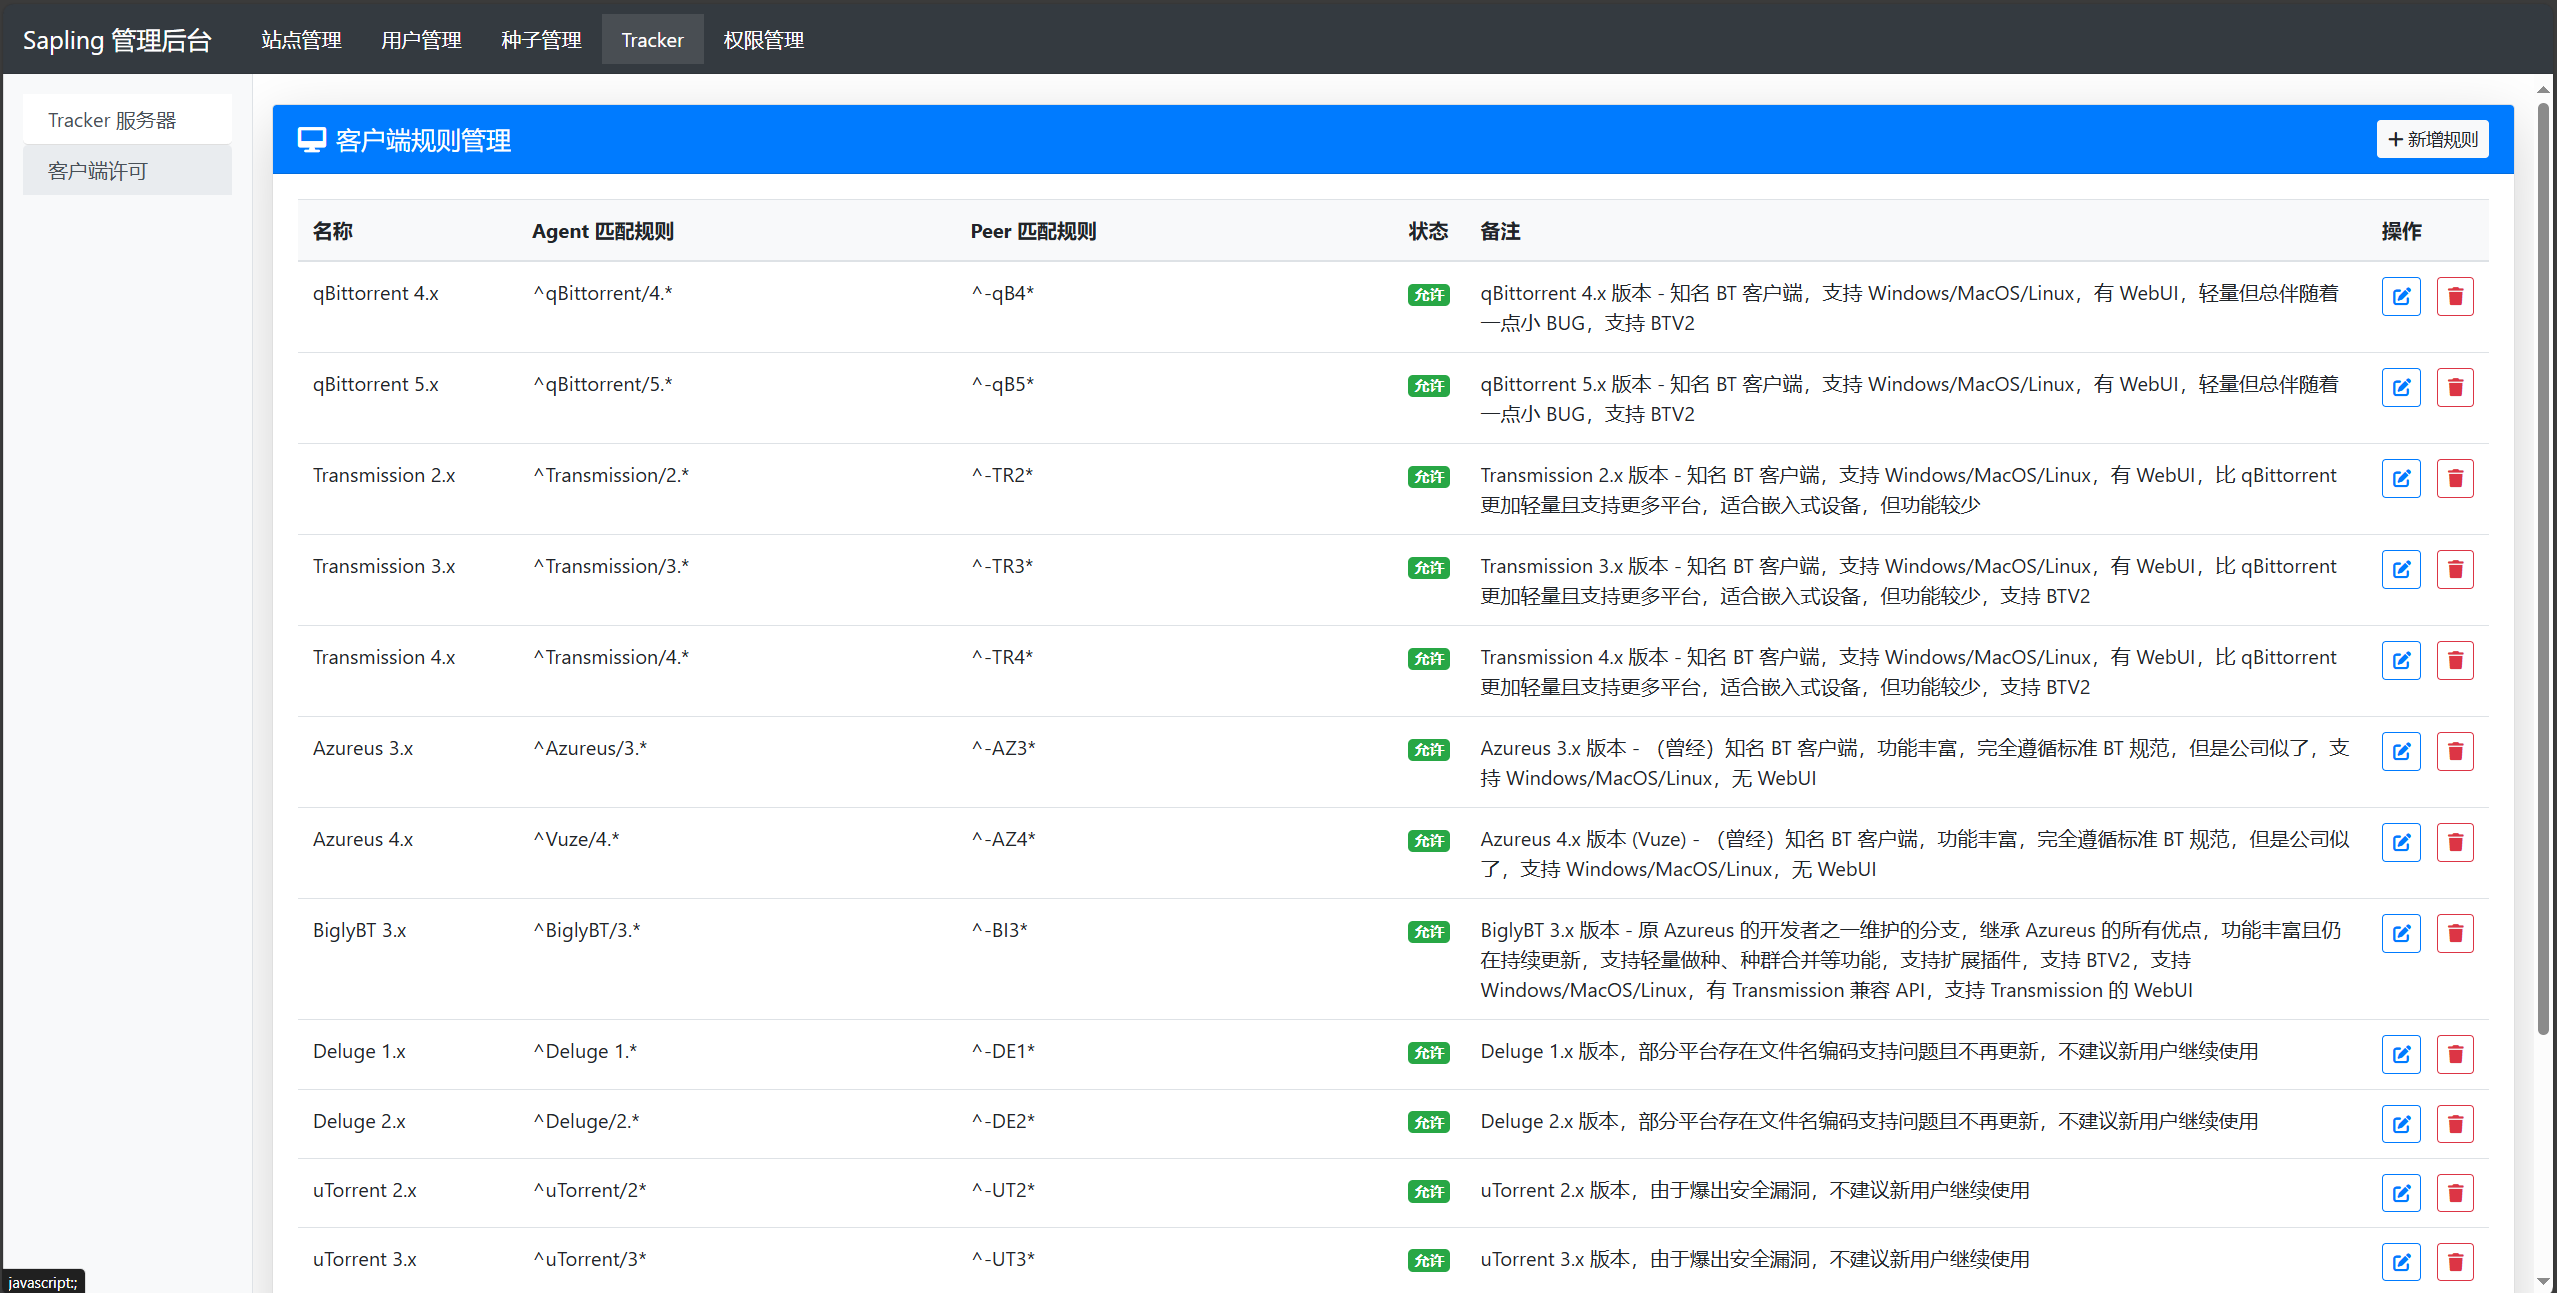 Sapling 管理后台 站点管理 用户管理 种子管理 Tracker 权限管理
Tracker 服务器
客户端许可
客户端规则管理 新增规则
名称 Agent 匹配规则 Peer 匹配规则 状态 备注 操作
qBittorrent 4.x ^qBittorrent/4.* ^-qB4* 允许 qBittorrent 4.x 版本 - 知名 BT 客户端，支持 Windows/MacOS/Linux，有 WebUI，轻量但总伴随着
一点小 BUG，支持 BTV2
qBittorrent 5.x ^qBittorrent/5.* ^-qB5* 允许 qBittorrent 5.x 版本 - 知名 BT 客户端，支持 Windows/MacOS/Linux，有 WebUI，轻量但总伴随着
一点小 BUG，支持 BTV2
Transmission 2.x ^Transmission/2.* ^-TR2* 允许 Transmission 2.x 版本 - 知名 BT 客户端，支持 Windows/MacOS/Linux，有 WebUI，比 qBittorrent
更加轻量且支持更多平台，适合嵌入式设备，但功能较少
Transmission 3.x ^Transmission/3.* ^-TR3* 允许 Transmission 3.x 版本 - 知名 BT 客户端，支持 Windows/MacOS/Linux，有 WebUI，比 qBittorrent
更加轻量且支持更多平台，适合嵌入式设备，但功能较少，支持 BTV2
Transmission 4.x ^Transmission/4.* ^-TR4* 允许 Transmission 4.x 版本 - 知名 BT 客户端，支持 Windows/MacOS/Linux，有 WebUI，比 qBittorrent
更加轻量且支持更多平台，适合嵌入式设备，但功能较少，支持 BTV2
Azureus 3.x ^Azureus/3.* ^-AZ3* 允许 Azureus 3.x 版本 - （曾经）知名 BT 客户端，功能丰富，完全遵循标准 BT 规范，但是公司似了，支
持 Windows/MacOS/Linux，无 WebUI
Azureus 4.x ^Vuze/4.* ^-AZ4* 允许 Azureus 4.x 版本 (Vuze) - （曾经）知名 BT 客户端，功能丰富，完全遵循标准 BT 规范，但是公司似
了，支持 Windows/MacOS/Linux，无 WebUI
BiglyBT 3.x ^BiglyBT/3.* ^-BI3* 允许 BiglyBT 3.x 版本 - 原 Azureus 的开发者之一维护的分支，继承 Azureus 的所有优点，功能丰富且仍
在持续更新，支持轻量做种、种群合并等功能，支持扩展插件，支持 BTV2，支持
Windows/MacOS/Linux，有 Transmission 兼容 API，支持 Transmission 的 WebUI
Deluge 1.x ^Deluge 1.* ^-DE1* 允许 Deluge 1.x 版本，部分平台存在文件名编码支持问题且不再更新，不建议新用户继续使用
Deluge 2.x ^Deluge/2.* ^-DE2* 允许 Deluge 2.x 版本，部分平台存在文件名编码支持问题且不再更新，不建议新用户继续使用
uTorrent 2.x ^uTorrent/2* ^-UT2* 允许 uTorrent 2.x 版本，由于爆出安全漏洞，不建议新用户继续使用
uTorrent 3.x ^uTorrent/3* ^-UT3* 允许 uTorrent 3.x 版本，由于爆出安全漏洞，不建议新用户继续使用
javascript:;